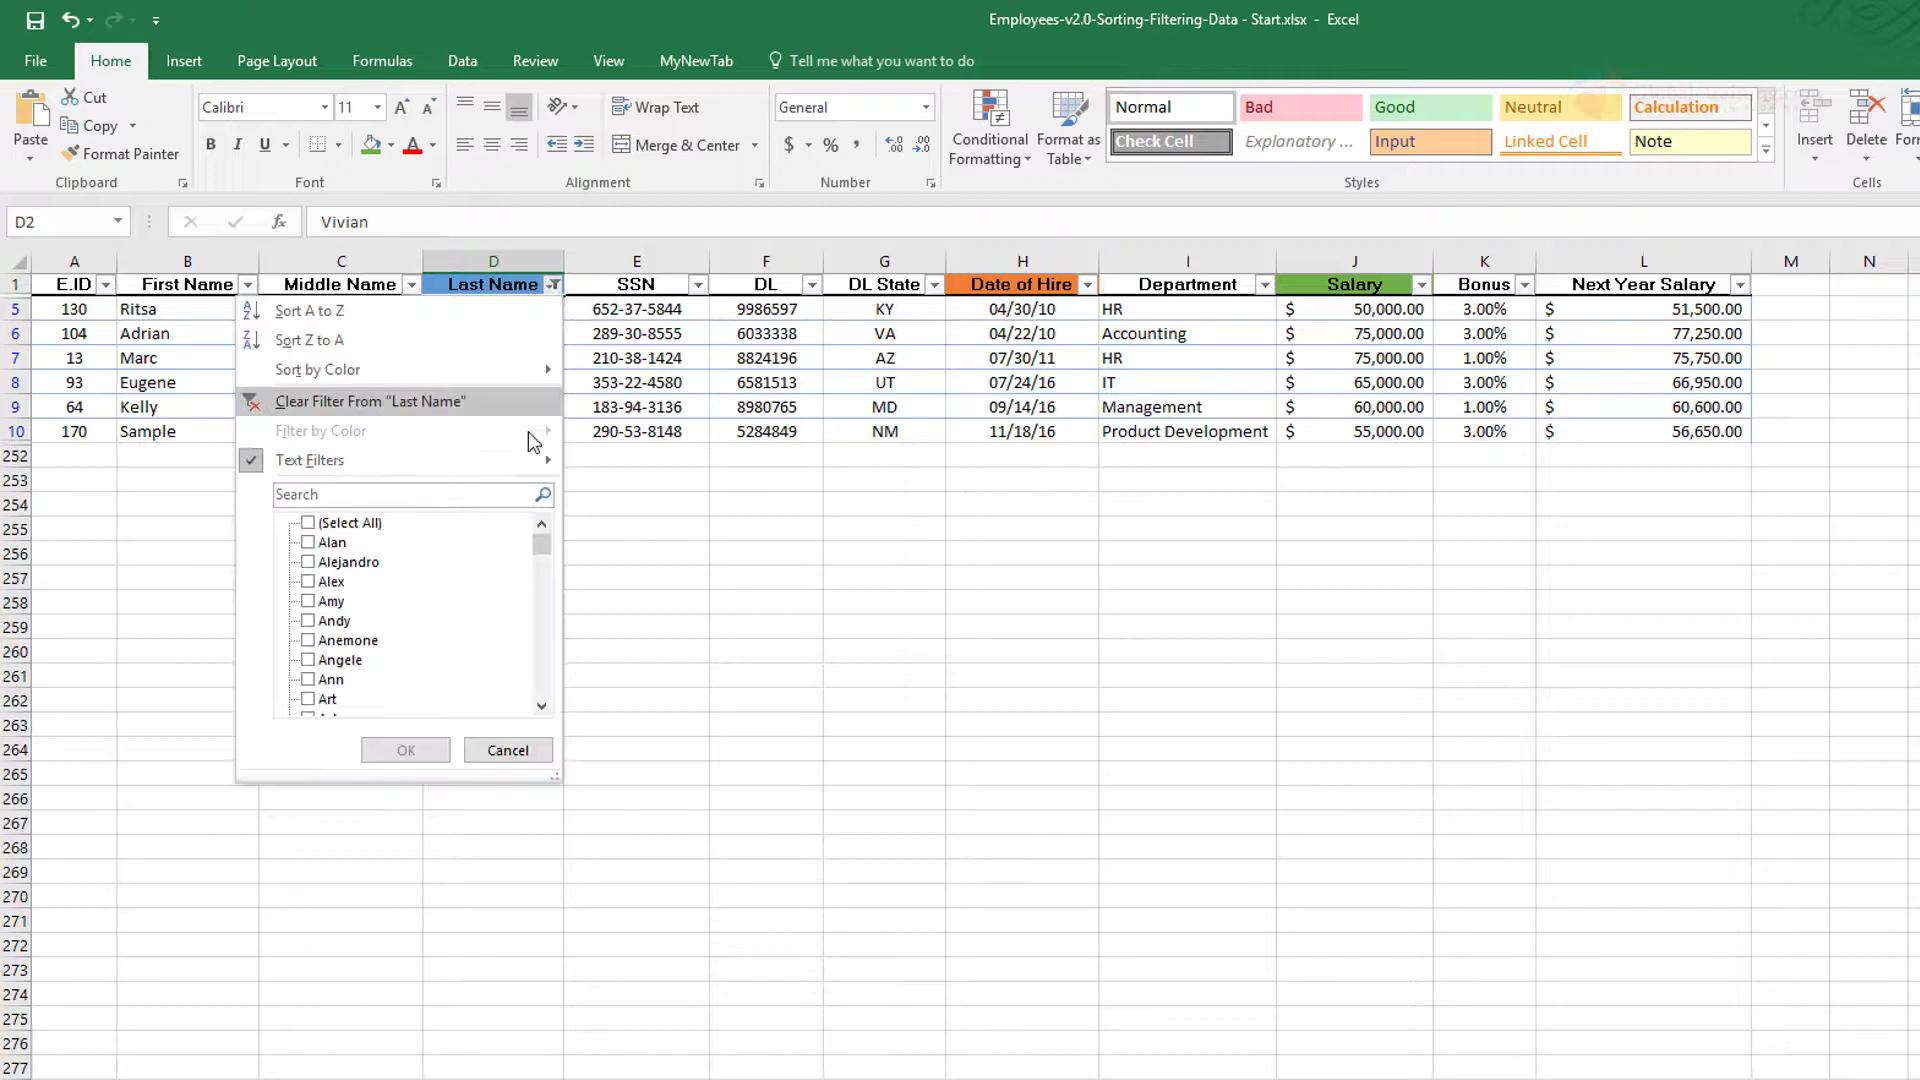 Employees-v2.0-Sorting-Filtering-Data - Start.xlsx - Excel
File Home Insert Page Layout Formulas Data Review View MyNewTab Tell me what you want to do
Paste
Cut
Copy
Format Painter
Clipboard
Calibri 11
B I U A
Font
Wrap Text
Merge & Center
Alignment
General
$ % ,
Number
Conditional Formatting
Format as Table
Normal Bad Good Neutral Calculation
Check Cell Explanatory ... Input Linked Cell Note
Styles
Insert Delete
Cells
D2 fx Vivian
A B C D E F G H I J K L M N
1 E.ID First Name Middle Name Last Name SSN DL DL State Date of Hire Department Salary Bonus Next Year Salary
5 130 Ritsa 652-37-5844 9986597 KY 04/30/10 HR $ 50,000.00 3.00% $ 51,500.00
6 104 Adrian 289-30-8555 6033338 VA 04/22/10 Accounting $ 75,000.00 3.00% $ 77,250.00
7 13 Marc 210-38-1424 8824196 AZ 07/30/11 HR $ 75,000.00 1.00% $ 75,750.00
8 93 Eugene 353-22-4580 6581513 UT 07/24/16 IT $ 65,000.00 3.00% $ 66,950.00
9 64 Kelly 183-94-3136 8980765 MD 09/14/16 Management $ 60,000.00 1.00% $ 60,600.00
10 170 Sample 290-53-8148 5284849 NM 11/18/16 Product Development $ 55,000.00 3.00% $ 56,650.00
252
253
254
255
256
257
258
259
260
261
262
263
264
265
266
267
268
269
270
271
272
273
274
275
276
277
Sort A to Z
Sort Z to A
Sort by Color
Clear Filter From "Last Name"
Filter by Color
Text Filters
Search
(Select All)
Alan
Alejandro
Alex
Amy
Andy
Anemone
Angele
Ann
Art
OK Cancel